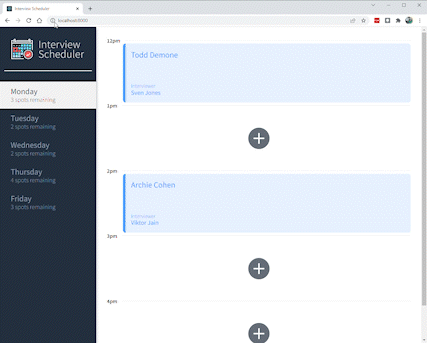 Interview Scheduler
localhost:8000
Interview
Scheduler
Monday
3 spots remaining
Tuesday
2 spots remaining
Wednesday
2 spots remaining
Thursday
4 spots remaining
Friday
3 spots remaining
12pm
Todd Demone
Interviewer
Sven Jones
1pm
2pm
Archie Cohen
Interviewer
Viktor Jain
3pm
4pm